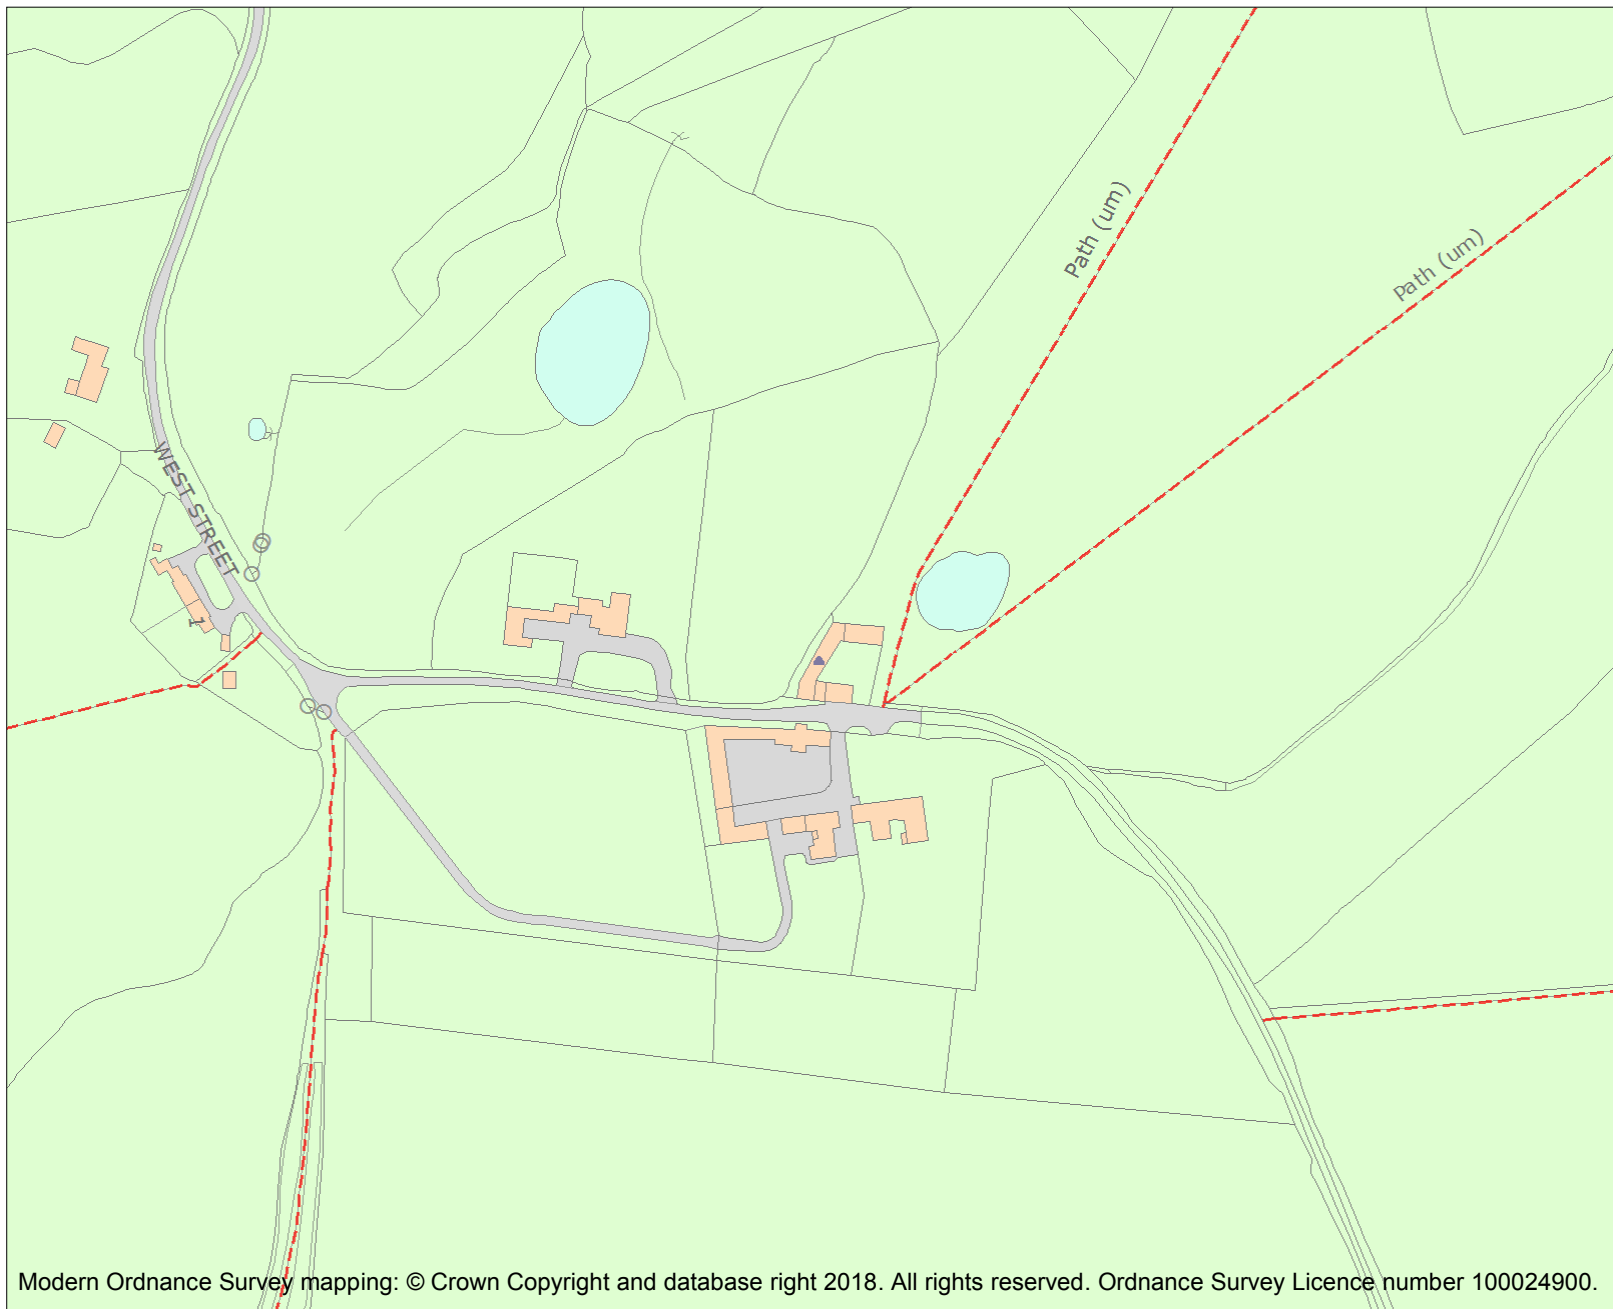 Path (um)
Path (um)
WEST STREET
1
Modern Ordnance Survey mapping: © Crown Copyright and database right 2018. All rights reserved. Ordnance Survey Licence number 100024900.